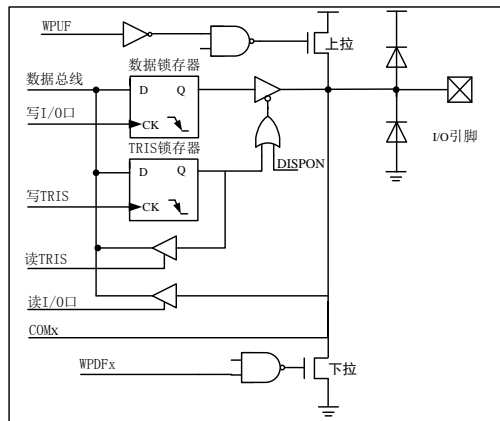 WPUF
上拉
数据总线
数据锁存器
D
Q
写I/O口
CK
I/O引脚
TRIS锁存器
DISPON
D
Q
写TRIS
CK
读TRIS
读I/O口
COMx
WPDFx
下拉